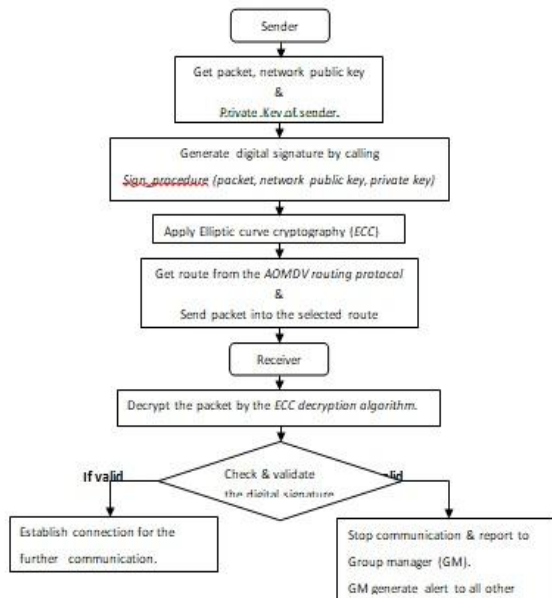 Sender
Get packet, network public key
&
Private Key of sender.
Generate digital signature by calling
Sign_procedure (packet, network public key, private key)
Apply Elliptic curve cryptography (ECC)
Get route from the AOMDV routing protocol
&
Send packet into the selected route
Receiver
Decrypt the packet by the ECC decryption algorithm.
If valid
Check & validate
the digital signature
Establish connection for the
further communication.
Stop communication & report to
Group manager (GM).
GM generate alert to all other